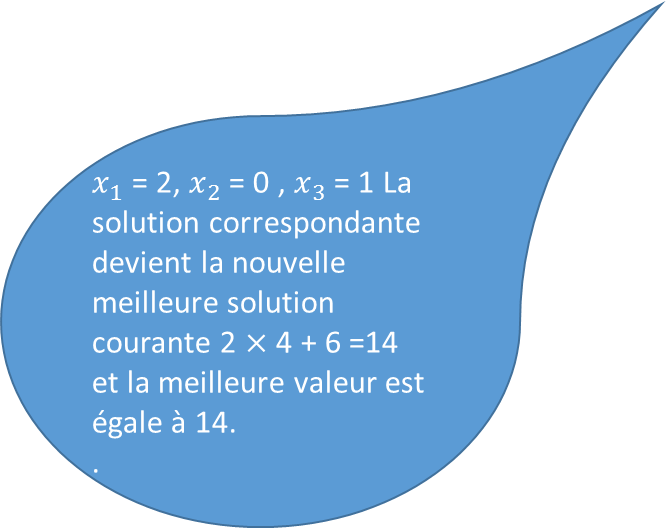 𝑥₁ = 2, 𝑥₂ = 0 , 𝑥₃ = 1 La
solution correspondante
devient la nouvelle
meilleure solution
courante 2 × 4 + 6 =14
et la meilleure valeur est
égale à 14.
.